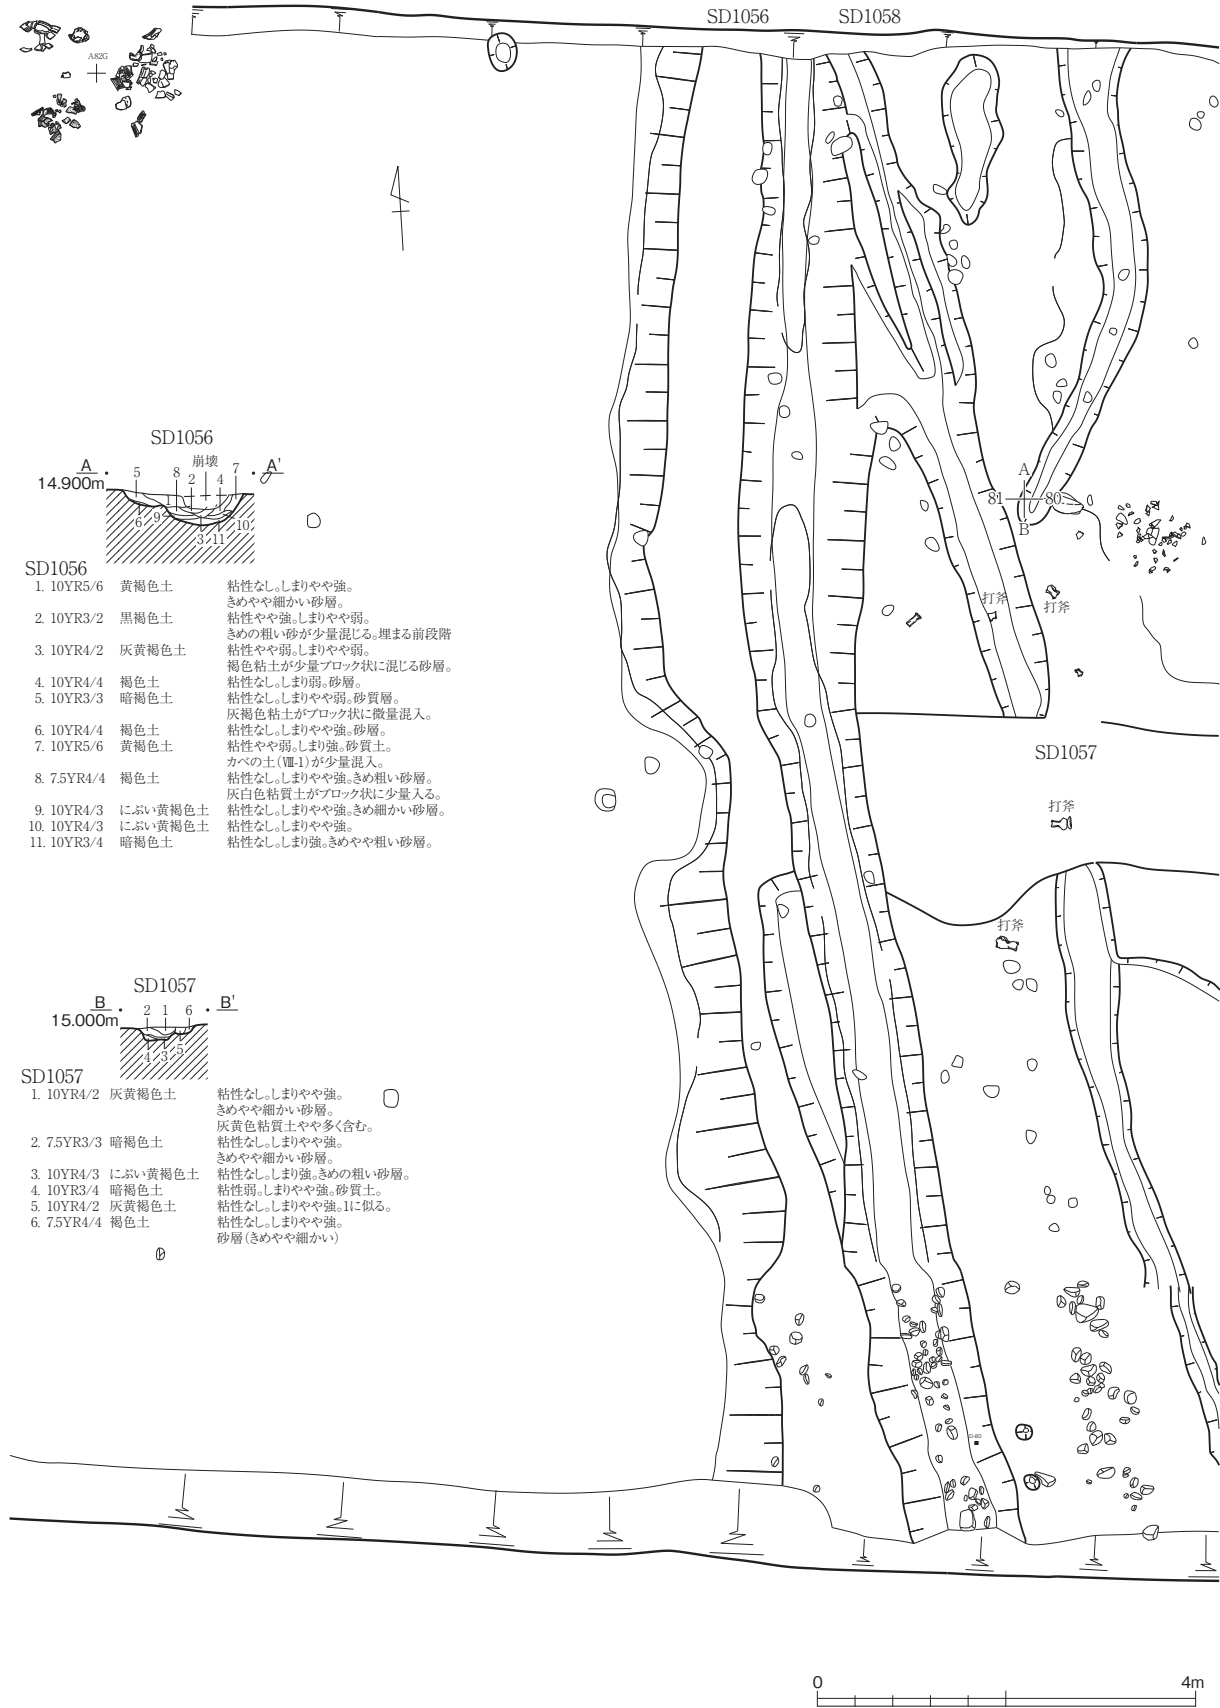 SD1056
SD1058
A82G
SD1056
A 5 8 2 崩壊 4 7 A'
14.900m
1
6 9 3 11 10
SD1056
1. 10YR5/6 黄褐色土 粘性なし。しまりやや強。
きめやや細かい砂層。
2. 10YR3/2 黒褐色土 粘性やや強。しまりやや弱。
きめの粗い砂が少量混じる。埋まる前段階
3. 10YR4/2 灰黄褐色土 粘性やや弱。しまりやや弱。
褐色粘土が少量ブロック状に混じる砂層。
4. 10YR4/4 褐色土 粘性なし。しまり弱。砂層。
5. 10YR3/3 暗褐色土 粘性なし。しまりやや弱。砂質層。
灰褐色粘土がブロック状に微量混入。
6. 10YR4/4 褐色土 粘性なし。しまりやや強。砂層。
7. 10YR5/6 黄褐色土 粘性やや弱。しまり強。砂質土。
カベの土(Ⅷ-1)が少量混入。
8. 7.5YR4/4 褐色土 粘性なし。しまりやや強。きめ粗い砂層。
灰白色粘質土がブロック状に少量入る。
9. 10YR4/3 にぶい黄褐色土 粘性なし。しまりやや強。きめ細かい砂層。
10. 10YR4/3 にぶい黄褐色土 粘性なし。しまりやや強。
11. 10YR3/4 暗褐色土 粘性なし。しまり強。きめやや粗い砂層。
A
81 80
B
打斧
打斧
SD1057
打斧
打斧
SD1057
B 2 1 6 B'
15.000m
4 3 5
SD1057
1. 10YR4/2 灰黄褐色土 粘性なし。しまりやや強。
きめやや細かい砂層。
灰黄色粘質土やや多く含む。
2. 7.5YR3/3 暗褐色土 粘性なし。しまりやや強。
きめやや細かい砂層。
3. 10YR4/3 にぶい黄褐色土 粘性なし。しまり強。きめの粗い砂層。
4. 10YR3/4 暗褐色土 粘性弱。しまりやや強。砂質土。
5. 10YR4/2 灰黄褐色土 粘性なし。しまりやや強。1に似る。
6. 7.5YR4/4 褐色土 粘性なし。しまりやや強。
砂層(きめやや細かい)
0 4m